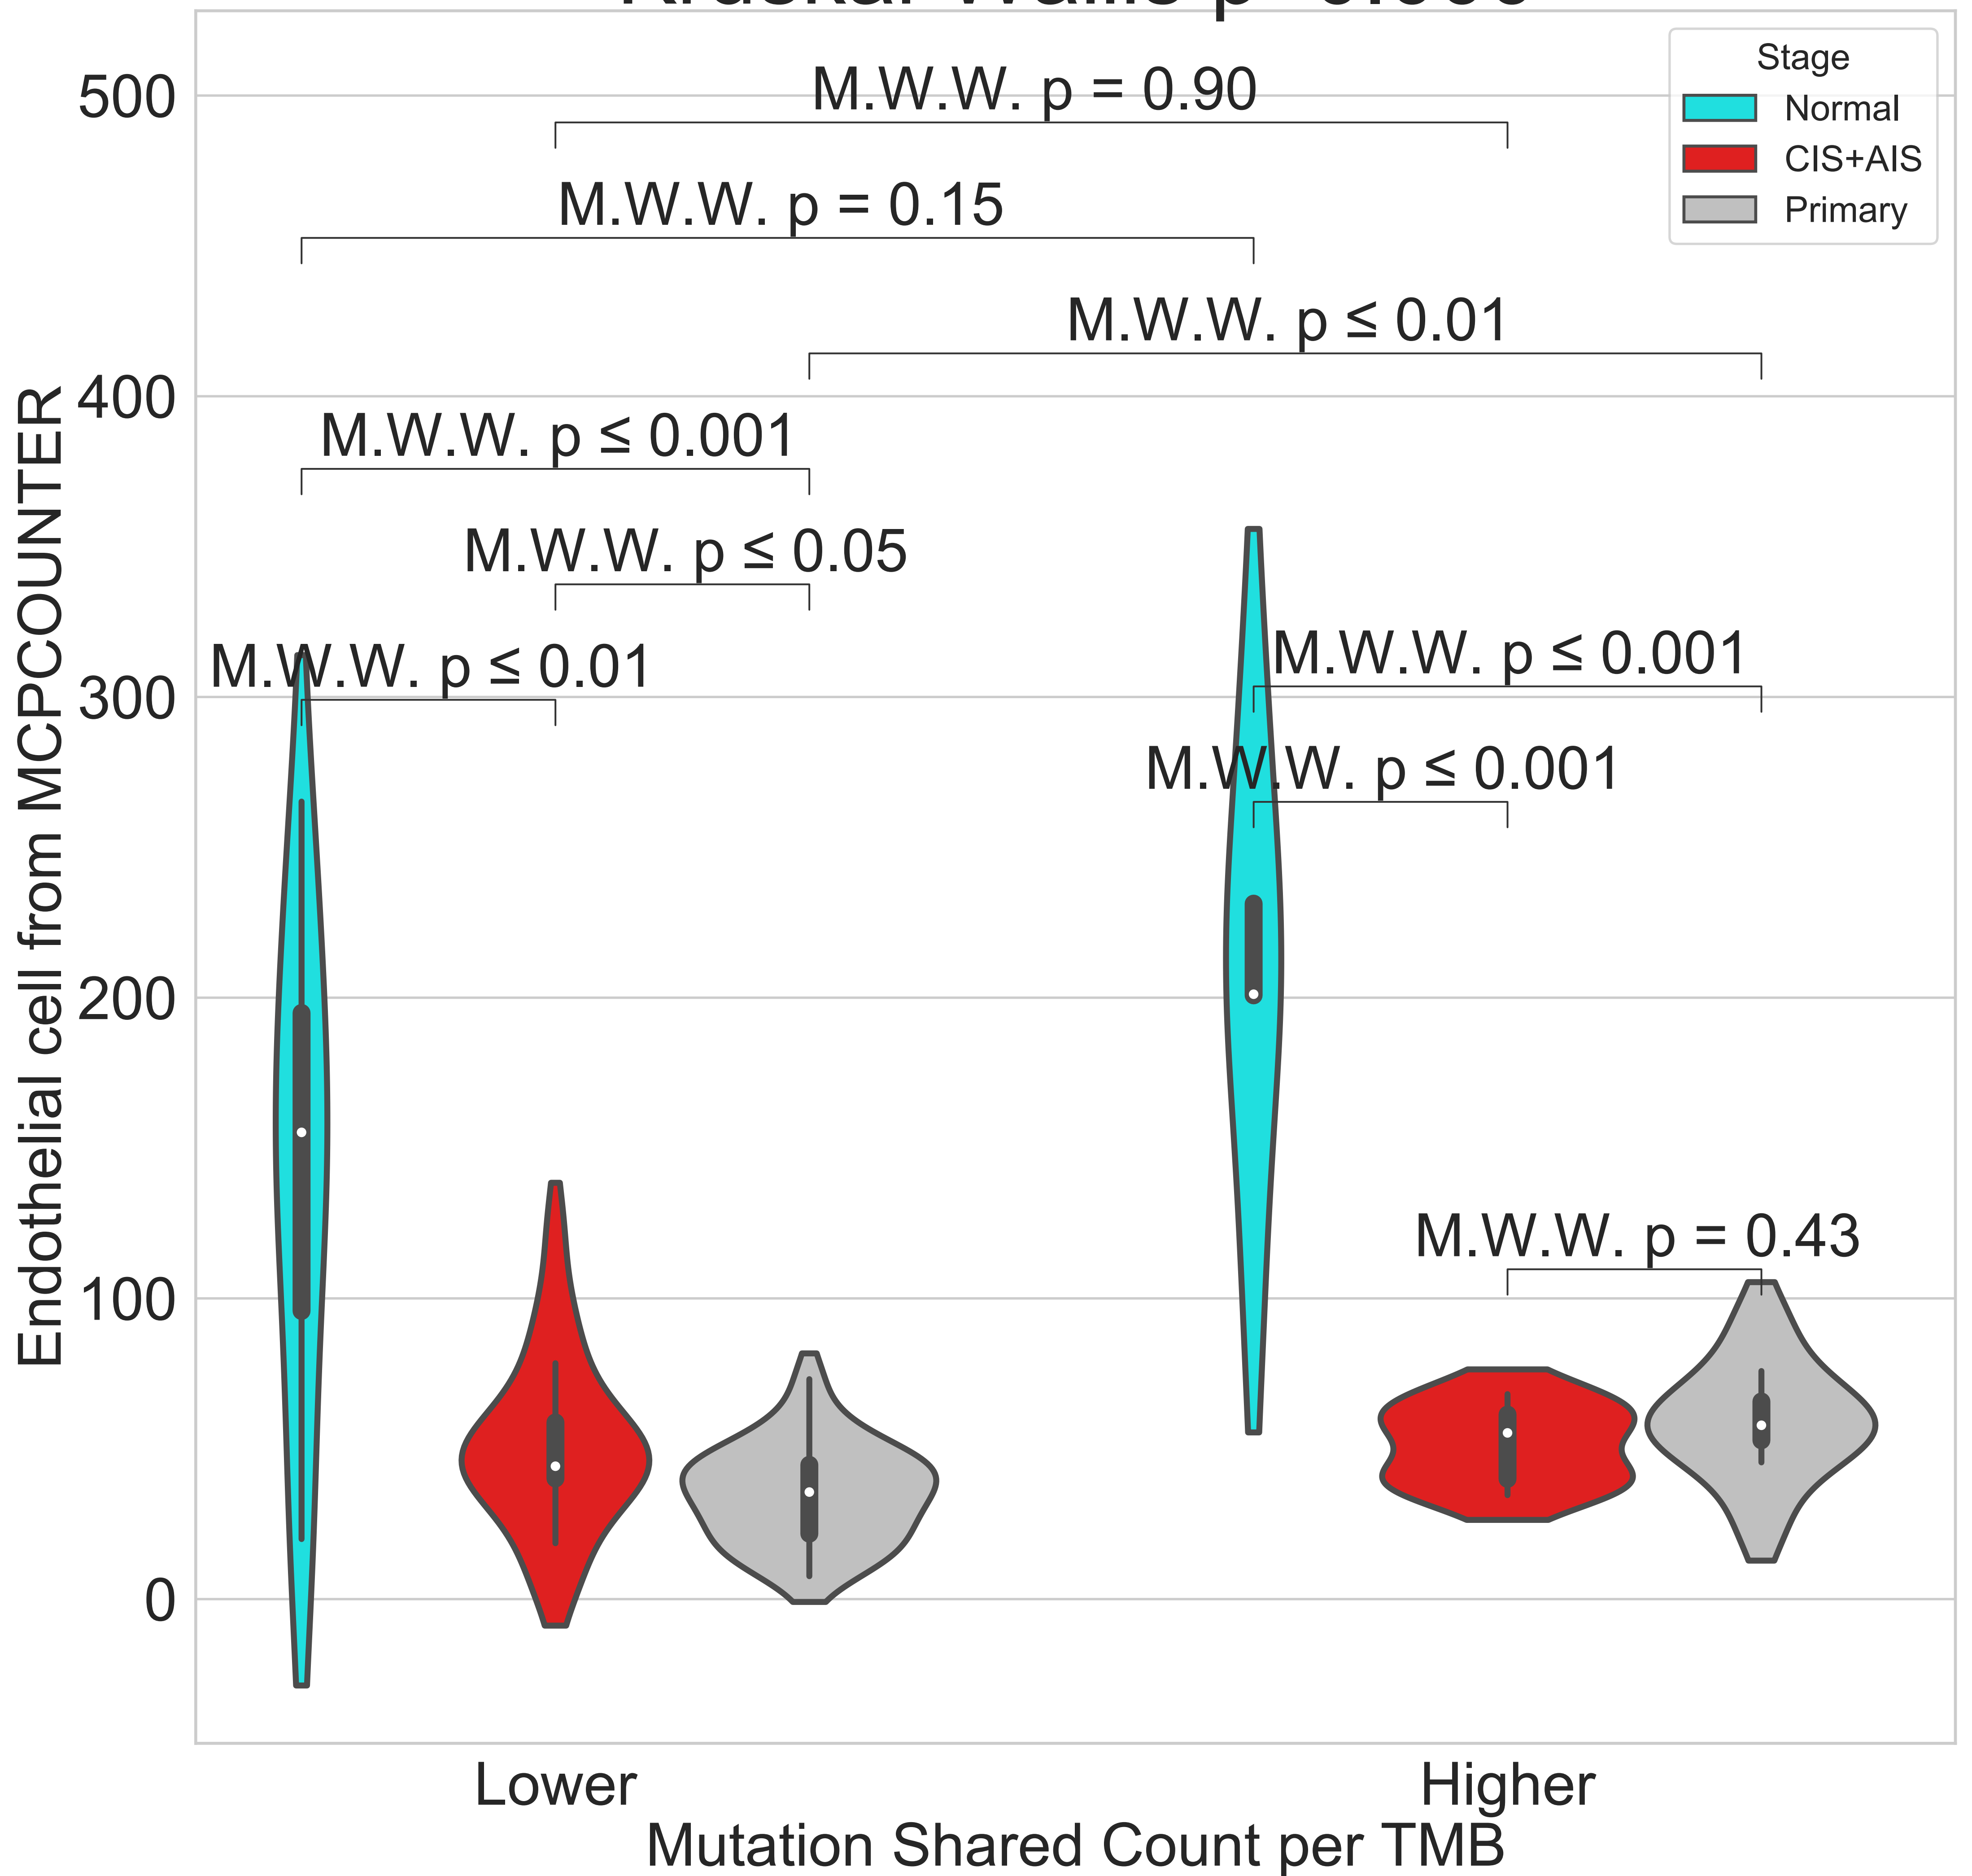 Stage
Normal
CIS+AIS
Primary
M.W.W. p = 0.90
M.W.W. p = 0.15
M.W.W. p ≤ 0.01
M.W.W. p ≤ 0.001
M.W.W. p ≤ 0.05
M.W.W. p ≤ 0.01
M.W.W. p ≤ 0.001
M.W.W. p ≤ 0.001
M.W.W. p = 0.43
500
400
300
200
100
0
Endothelial cell from MCPCOUNTER
Lower
Higher
Mutation Shared Count per TMB